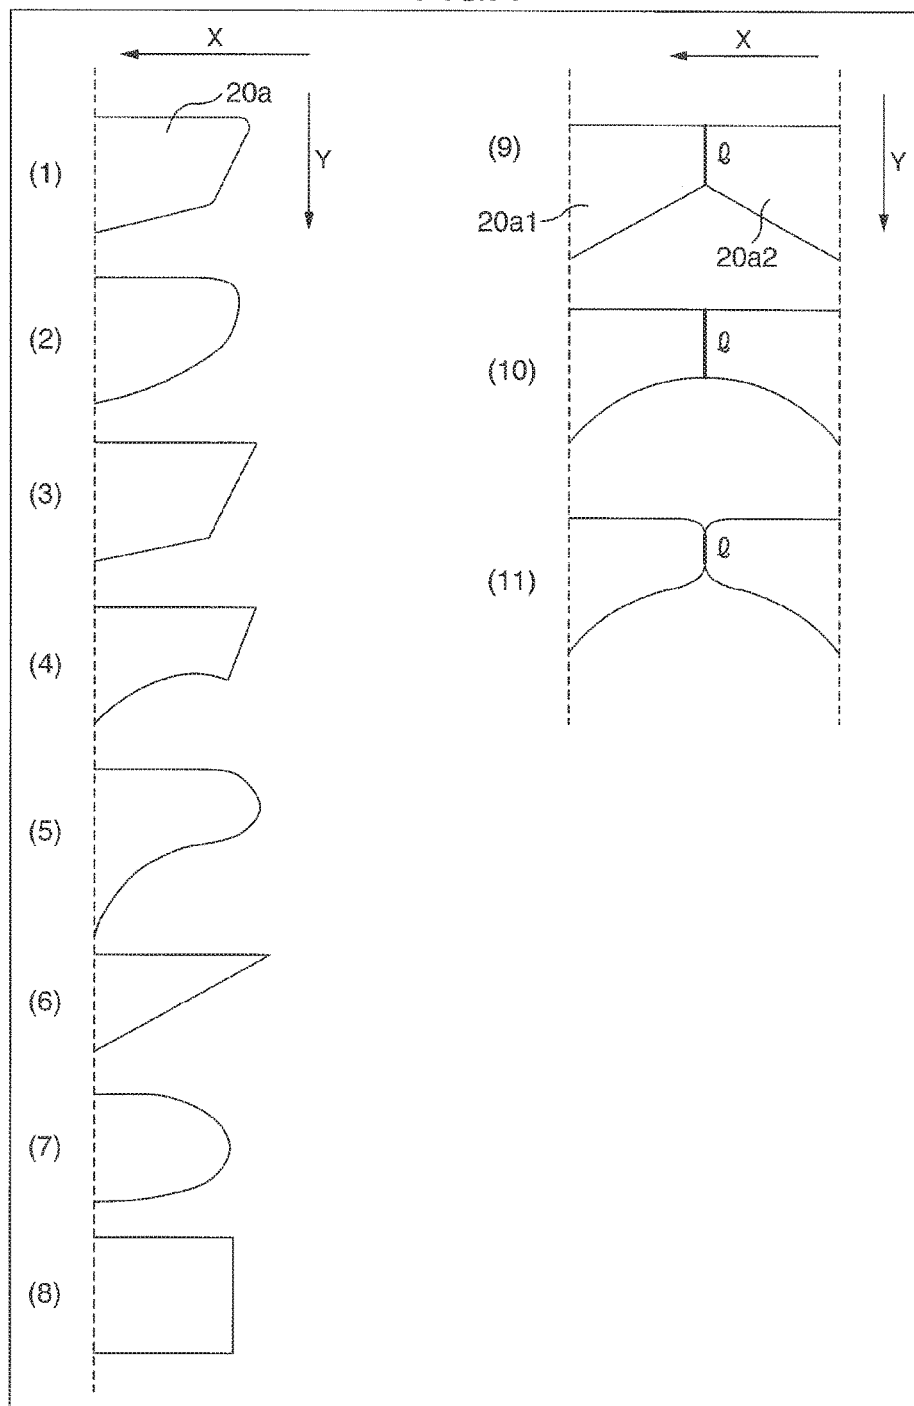 X
20a
Y
(1)
(2)
(3)
(4)
(5)
(6)
(7)
(8)
X
(9)
ℓ
Y
20a1
20a2
(10)
ℓ
(11)
ℓ